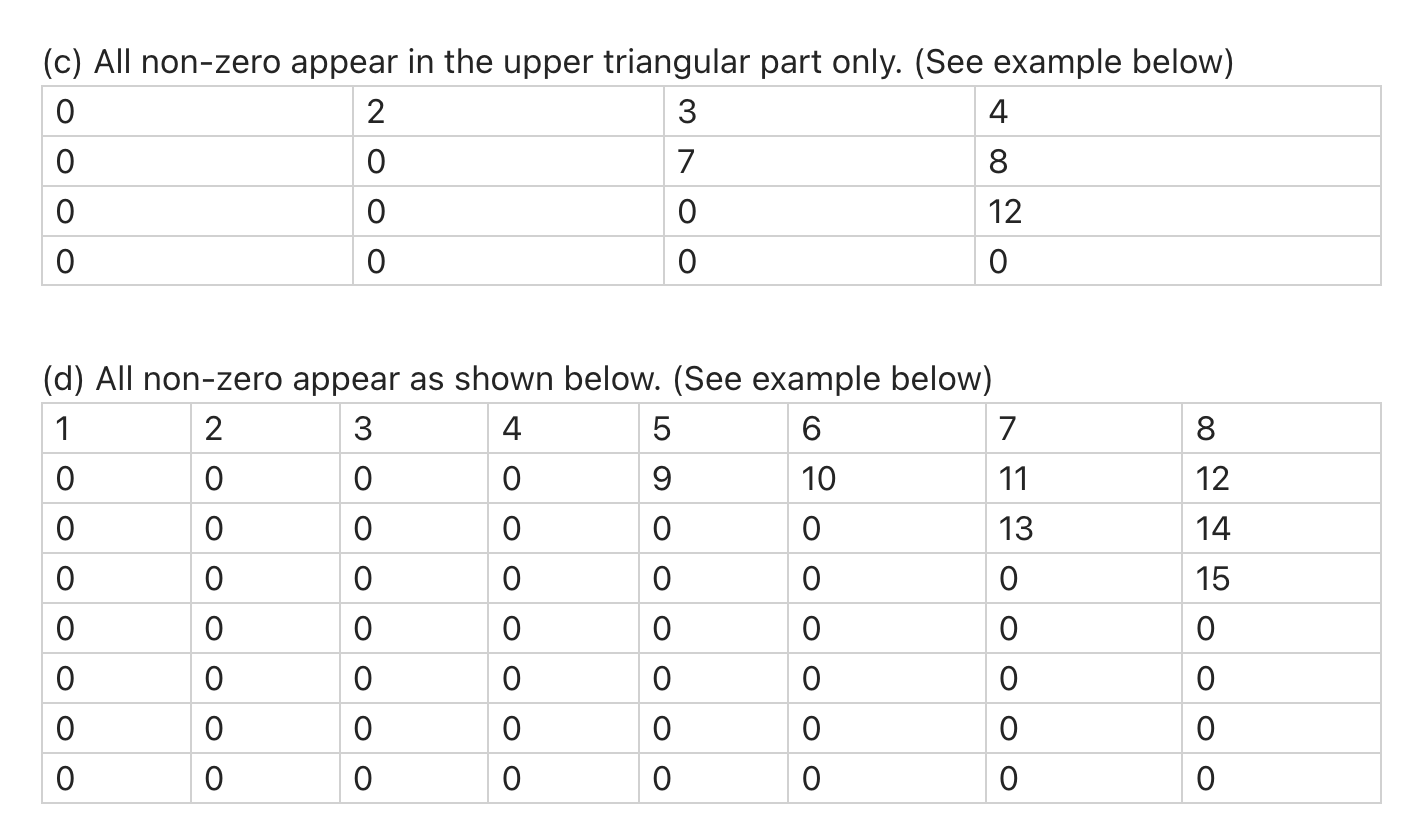 (c) All non-zero appear in the upper triangular part only. (See example below)
0 2 3 4
0 0 7 8
0 0 0 12
0 0 0 0
(d) All non-zero appear as shown below. (See example below)
1 2 3 4 5 6 7 8
0 0 0 0 9 10 11 12
0 0 0 0 0 0 13 14
0 0 0 0 0 0 0 15
0 0 0 0 0 0 0 0
0 0 0 0 0 0 0 0
0 0 0 0 0 0 0 0
0 0 0 0 0 0 0 0